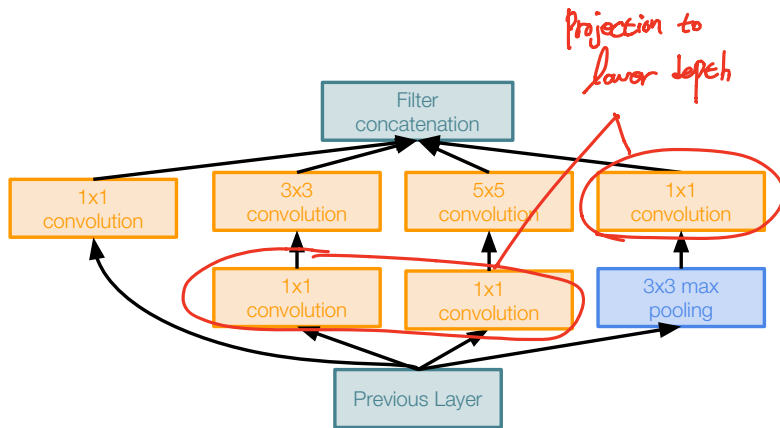 Projection to
lower depth
Filter
concatenation
1x1
convolution
3x3
convolution
5x5
convolution
1x1
convolution
1x1
convolution
1x1
convolution
3x3 max
pooling
Previous Layer